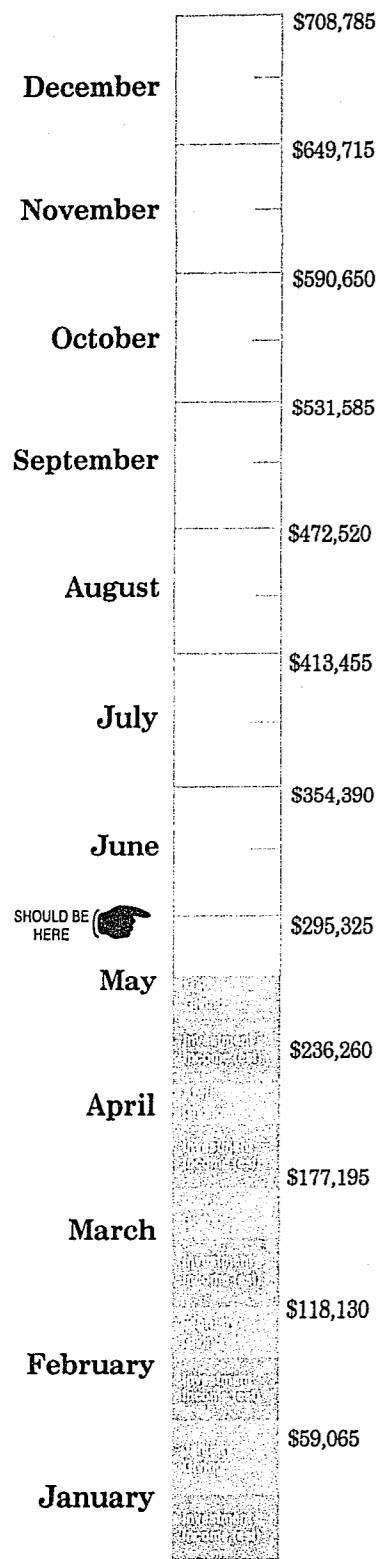 $708,785
December
$649,715
November
$590,650
October
$531,585
September
$472,520
August
$413,455
July
$354,390
June
SHOULD BE
HERE
$295,325
May
$236,260
April
$177,195
March
$118,130
February
$59,065
January